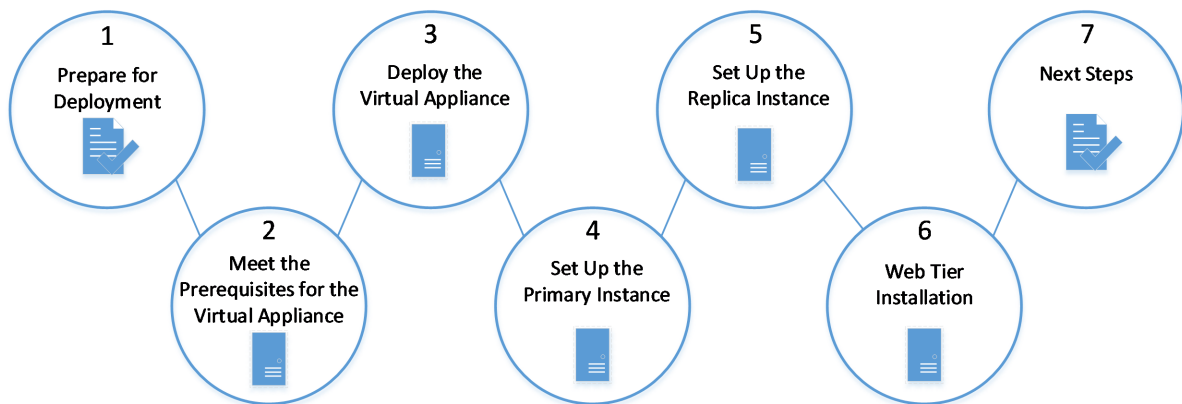 1
Prepare for
Deployment
2
Meet the
Prerequisites for the
Virtual Appliance
3
Deploy the
Virtual Appliance
4
Set Up the
Primary Instance
5
Set Up the
Replica Instance
6
Web Tier
Installation
7
Next Steps